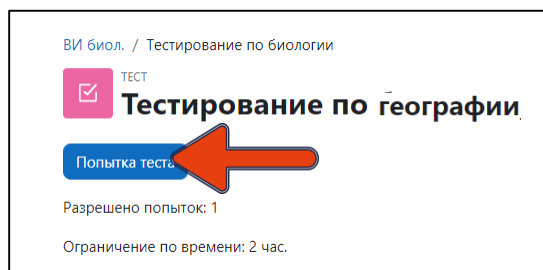 ВИ биол. / Тестирование по биологии
ТЕСТ
Тестирование по географии
Попытка теста
Разрешено попыток: 1
Ограничение по времени: 2 час.